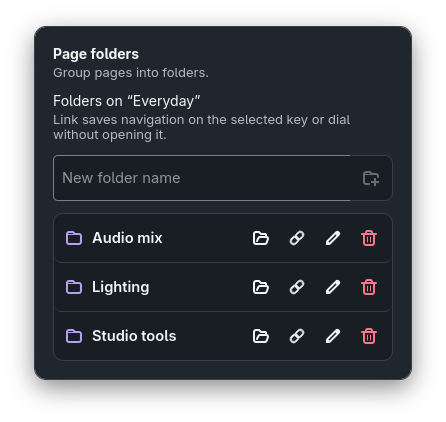 Page folders
Group pages into folders.
Folders on “Everyday”
Link saves navigation on the selected key or dial
without opening it.
New folder name
Audio mix
Lighting
Studio tools